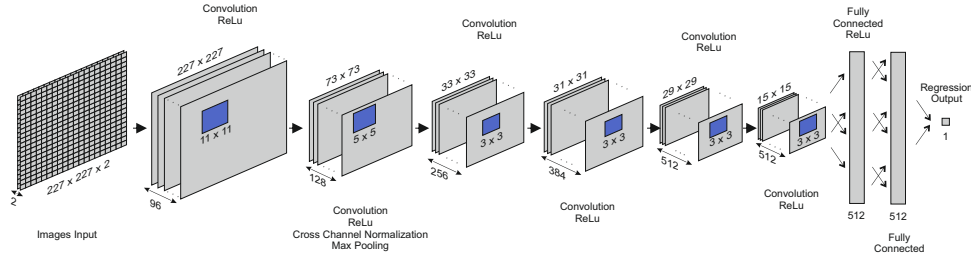 Convolution
ReLu
Convolution
ReLu
Convolution
ReLu
Fully
Connected
ReLu
227 x 227
73 x 73
33 x 33
31 x 31
29 x 29
15 x 15
Regression
Output
11 x 11
5 x 5
3 x 3
3 x 3
3 x 3
3 x 3
1
227 x 227 x 2
2
96
128
256
384
512
512
512
512
Images Input
Convolution
ReLu
Cross Channel Normalization
Max Pooling
Convolution
ReLu
Convolution
ReLu
Fully
Connected